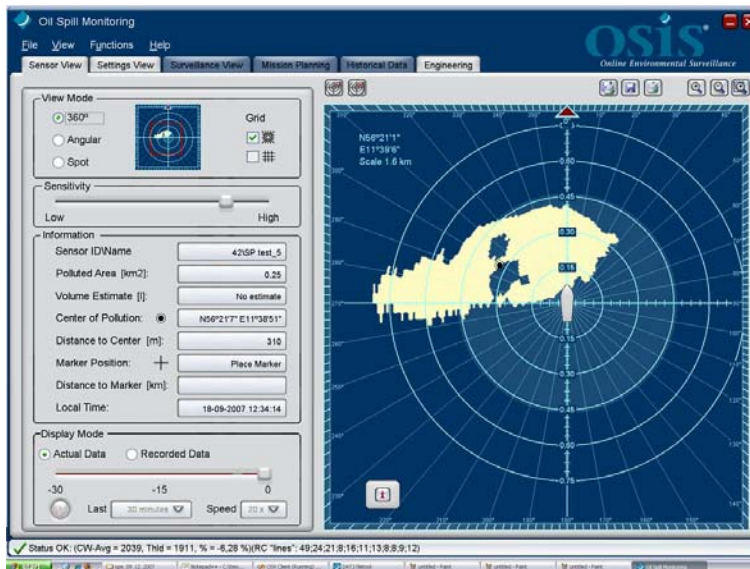 Oil Spill Monitoring
File View Functions Help
OSIS
Online Environmental Surveillance
Sensor View Settings View Surveillance View Mission Planning Historical Data Engineering
View Mode
360°
Angular
Spot
Grid
Sensitivity
Low High
Information
Sensor ID\Name 42\SP test_5
Polluted Area [km2]: 0.25
Volume Estimate [l]: No estimate
Center of Pollution: N56°21'7" E11°38'51"
Distance to Center [m]: 310
Marker Position: Place Marker
Distance to Marker [km]:
Local Time: 18-09-2007 12:34:14
Display Mode
Actual Data Recorded Data
-30 -15 0
Last 30 minutes Speed 20 x
N56°21'1"
E11°38'6"
Scale 1.6 km
0.60
0.45
0.30
0.15
270°
0.15
0.30
0.45
0.60
0.75
Status OK: (CW-Avg = 2039, Thld = 1911, % = -6,28 %)(RC "lines": 49;24;21;8;16;11;13;8;8;9;12)